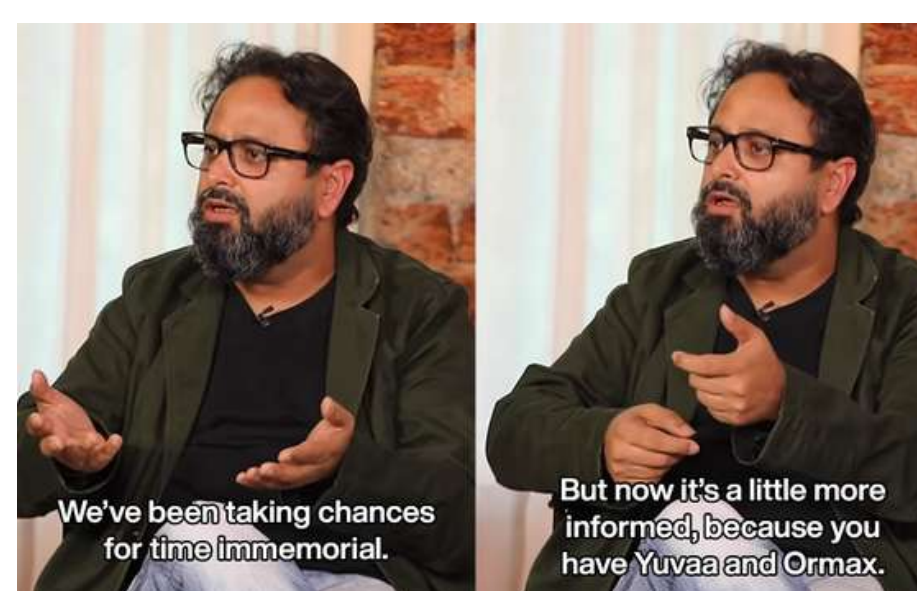 We've been taking chances
for time immemorial.
But now it's a little more
informed, because you
have Yuvaa and Ormax.